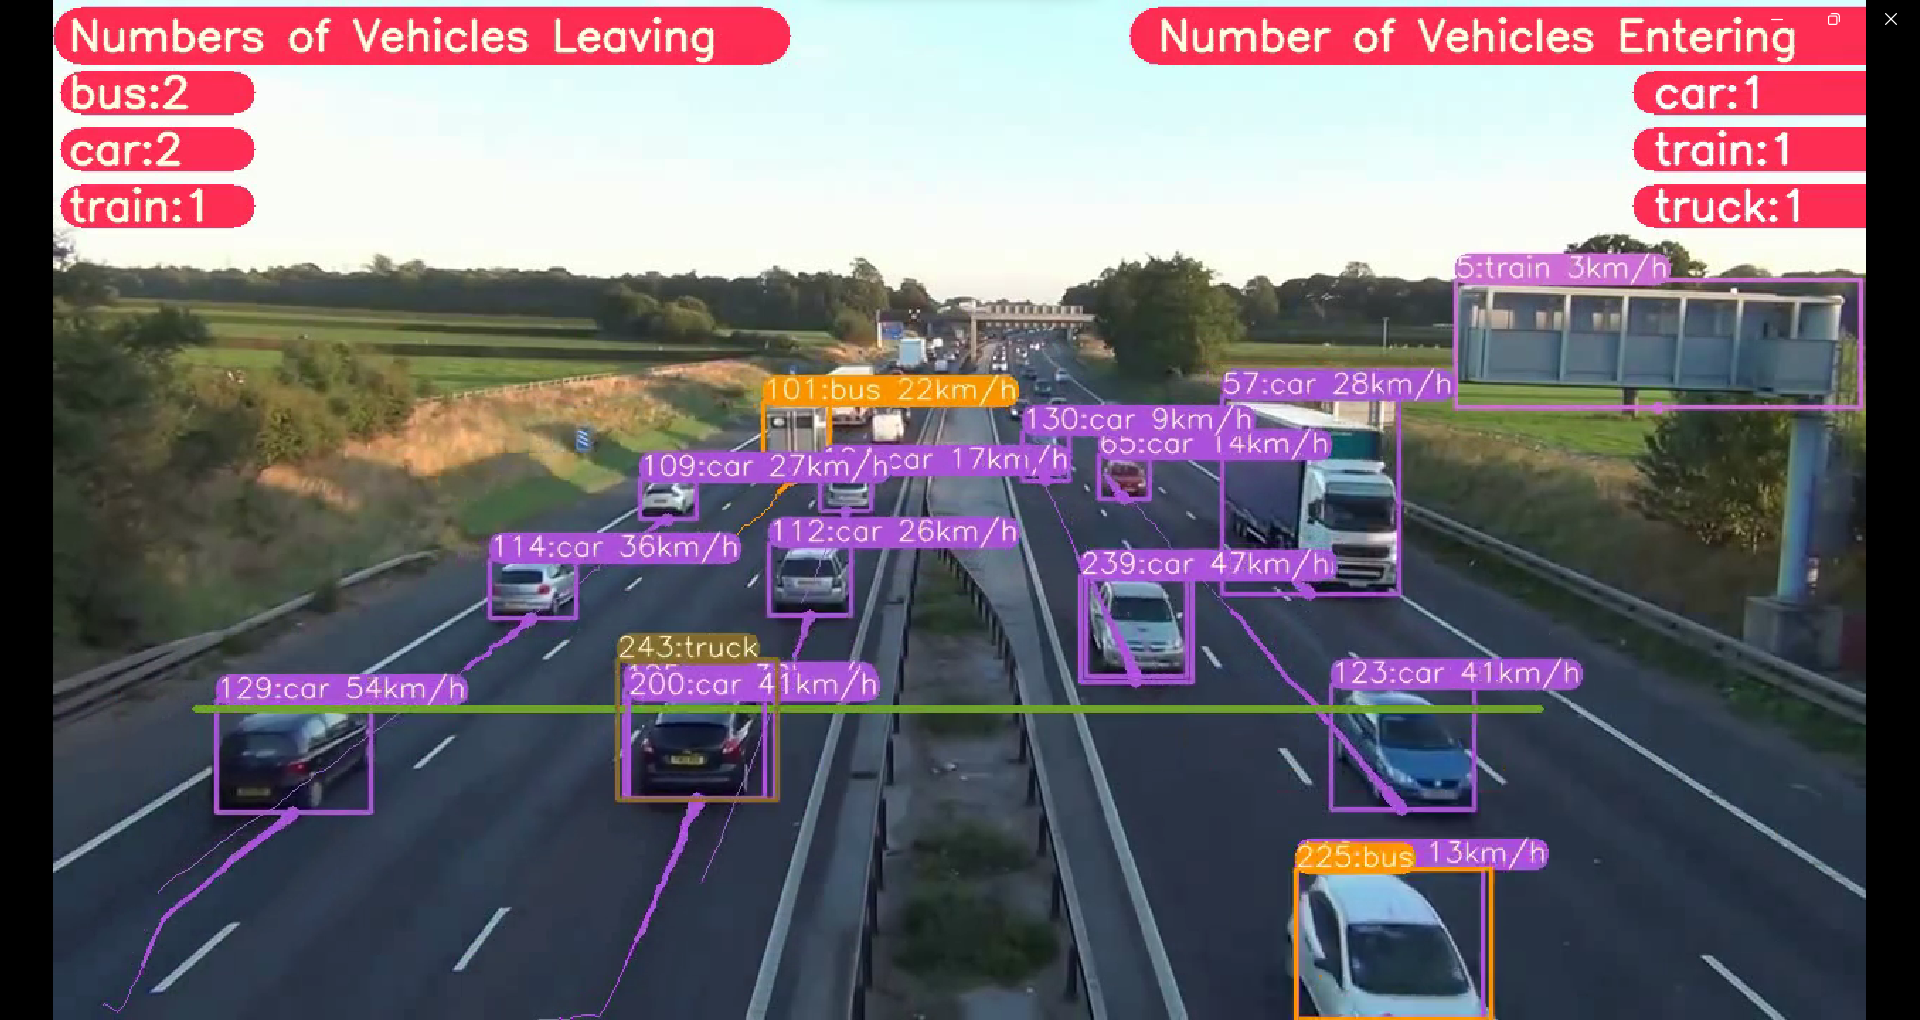 Numbers of Vehicles Leaving
Number of Vehicles Entering
bus:2
car:1
car:2
train:1
train:1
truck:1
5:train 3km/h
101:bus 22km/h
57:car 28km/h
130:car 9km/h
65:car 14km/h
109:car 27km/h
car 17km/h
112:car 26km/h
114:car 36km/h
239:car 47km/h
243:truck
200:car 41km/h
129:car 54km/h
123:car 41km/h
225:bus 13km/h